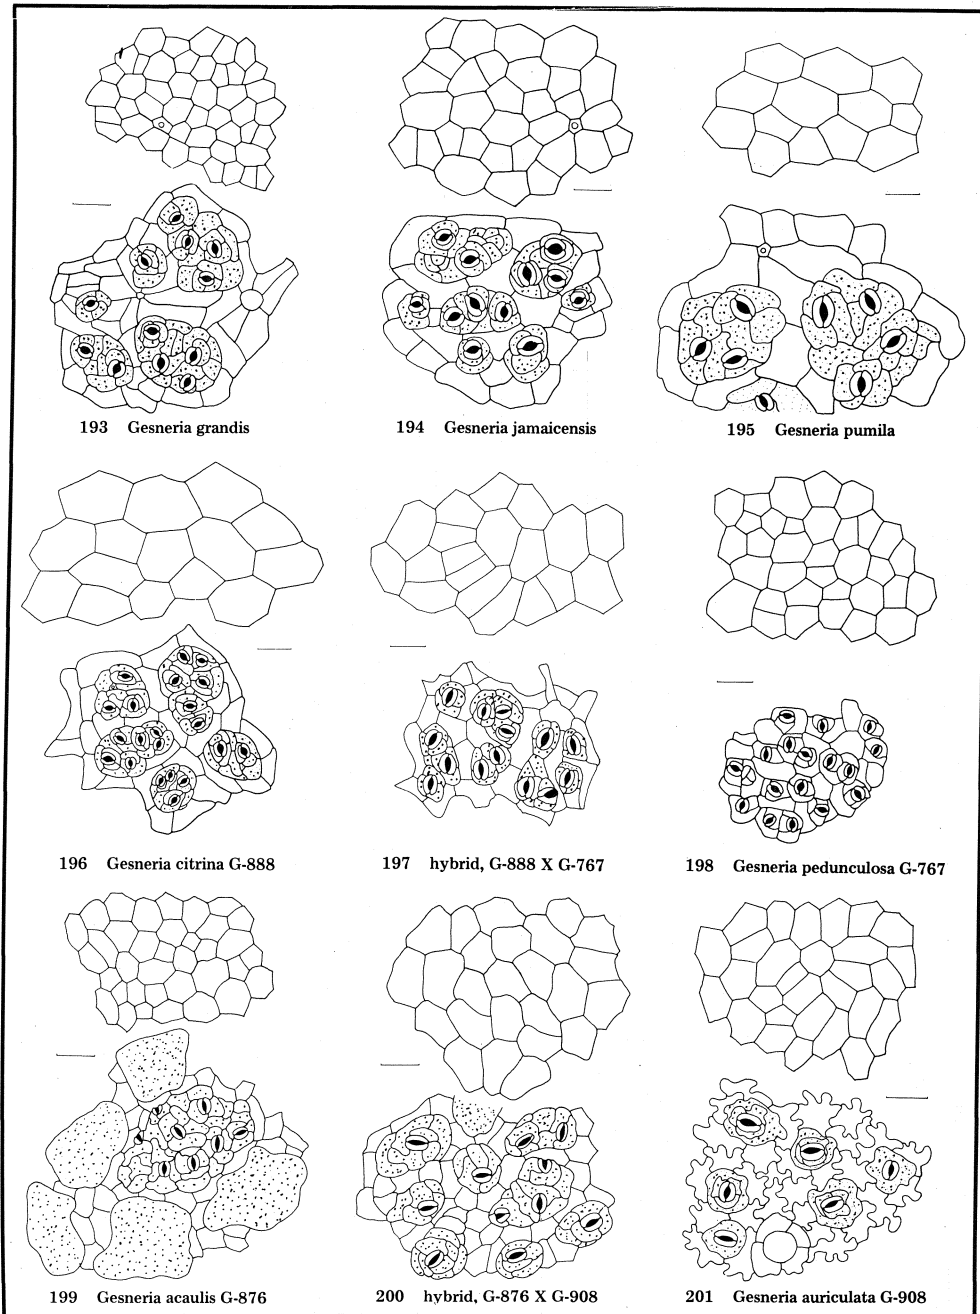 193 Gesneria grandis
194 Gesneria jamaicensis
195 Gesneria pumila
196 Gesneria citrina G-888
197 hybrid, G-888 X G-767
198 Gesneria pedunculosa G-767
199 Gesneria acaulis G-876
200 hybrid, G-876 X G-908
201 Gesneria auriculata G-908